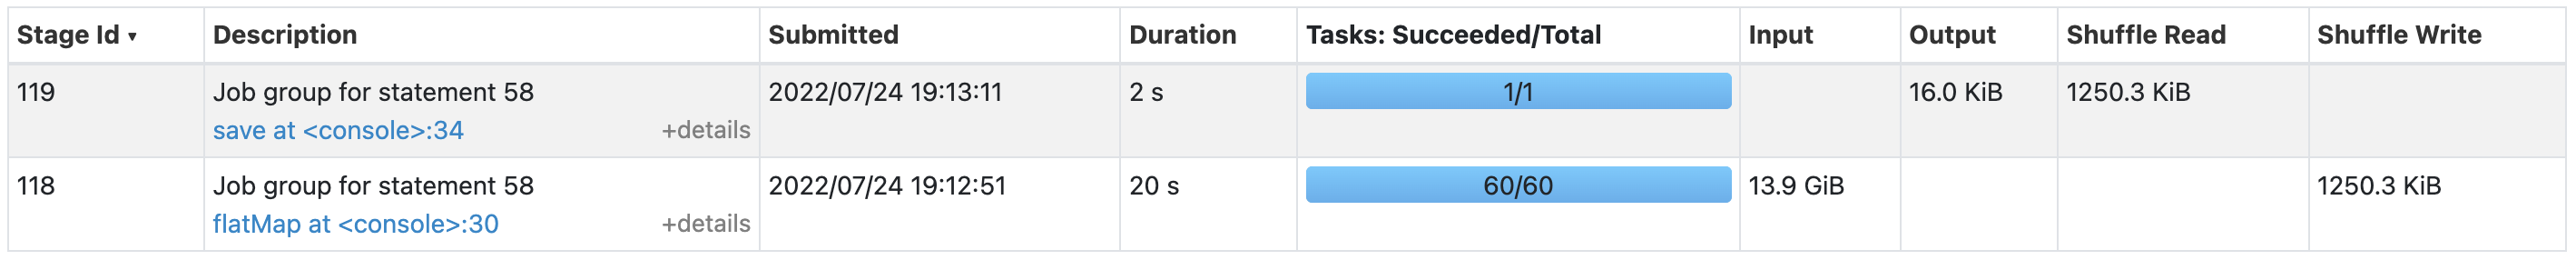 Stage Id ▾ Description Submitted Duration Tasks: Succeeded/Total Input Output Shuffle Read Shuffle Write
119 Job group for statement 58 2022/07/24 19:13:11 2 s 1/1 16.0 KiB 1250.3 KiB
save at <console>:34 +details
118 Job group for statement 58 2022/07/24 19:12:51 20 s 60/60 13.9 GiB 1250.3 KiB
flatMap at <console>:30 +details